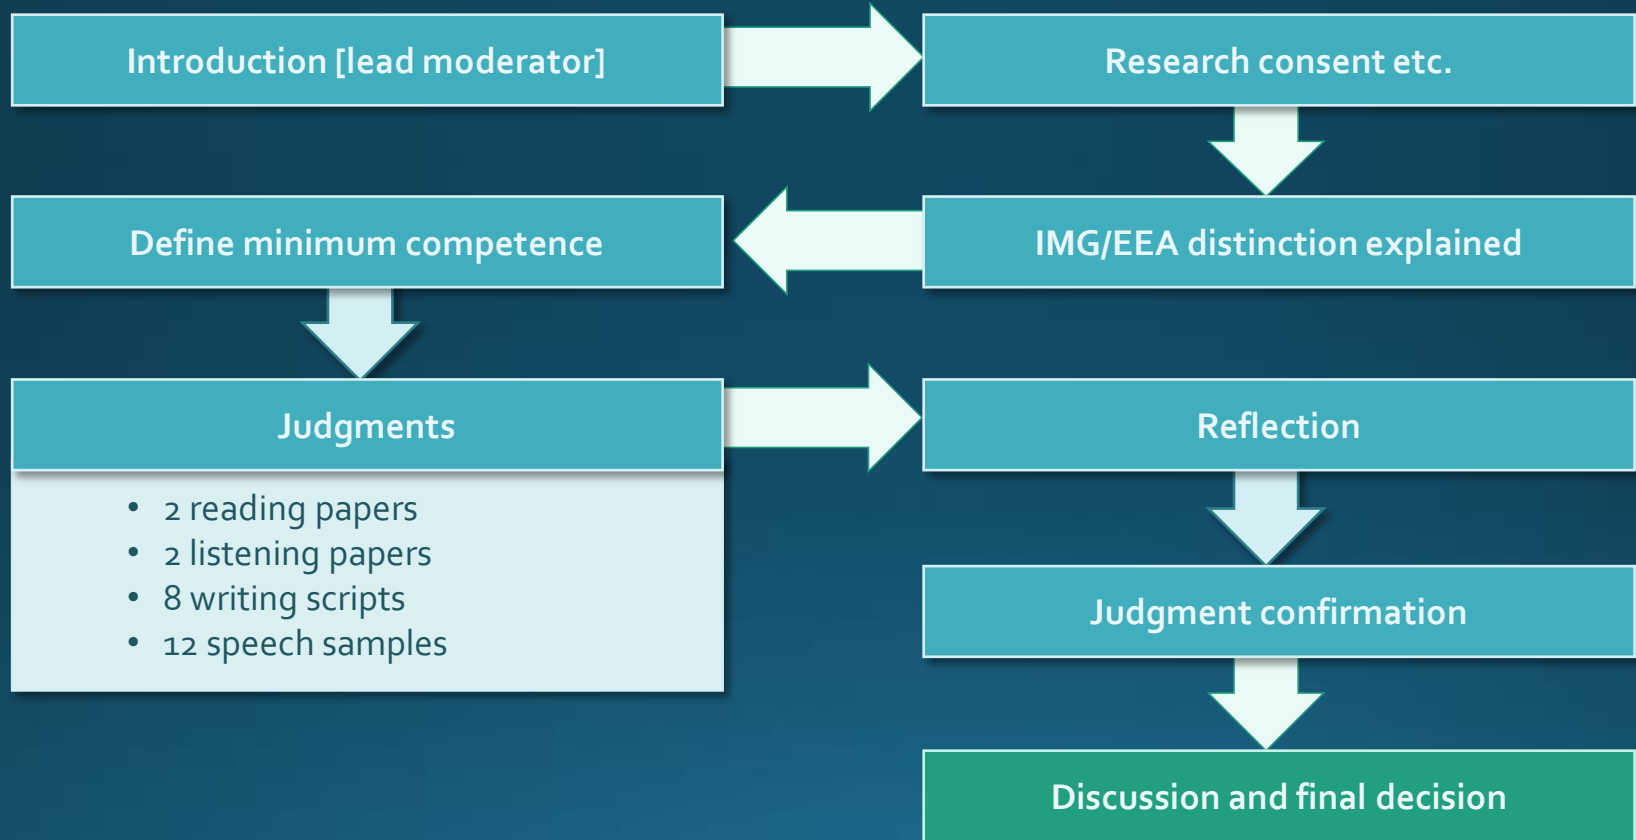 Introduction [lead moderator]
Research consent etc.
IMG/EEA distinction explained
Define minimum competence
Judgments
• 2 reading papers
• 2 listening papers
• 8 writing scripts
• 12 speech samples
Reflection
Judgment confirmation
Discussion and final decision